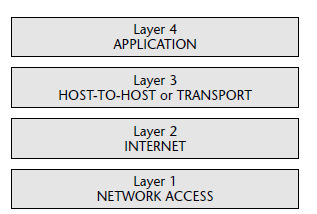 Layer 4
APPLICATION
Layer 3
HOST-TO-HOST or TRANSPORT
Layer 2
INTERNET
Layer 1
NETWORK ACCESS